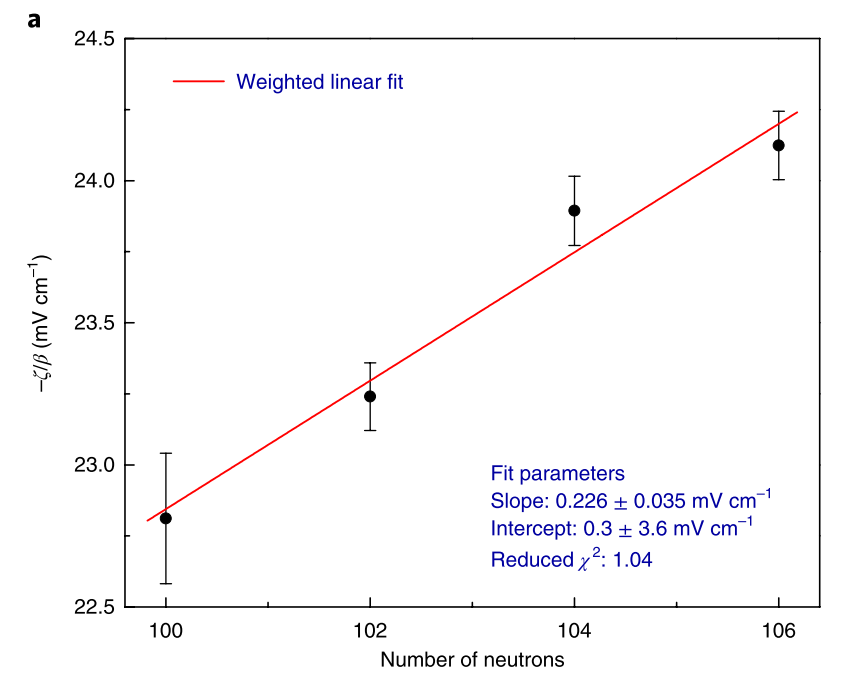 a
24.5
24.0
23.5
23.0
22.5
−ζ/β (mV cm⁻¹)
Weighted linear fit
Fit parameters
Slope: 0.226 ± 0.035 mV cm⁻¹
Intercept: 0.3 ± 3.6 mV cm⁻¹
Reduced χ²: 1.04
100 102 104 106
Number of neutrons